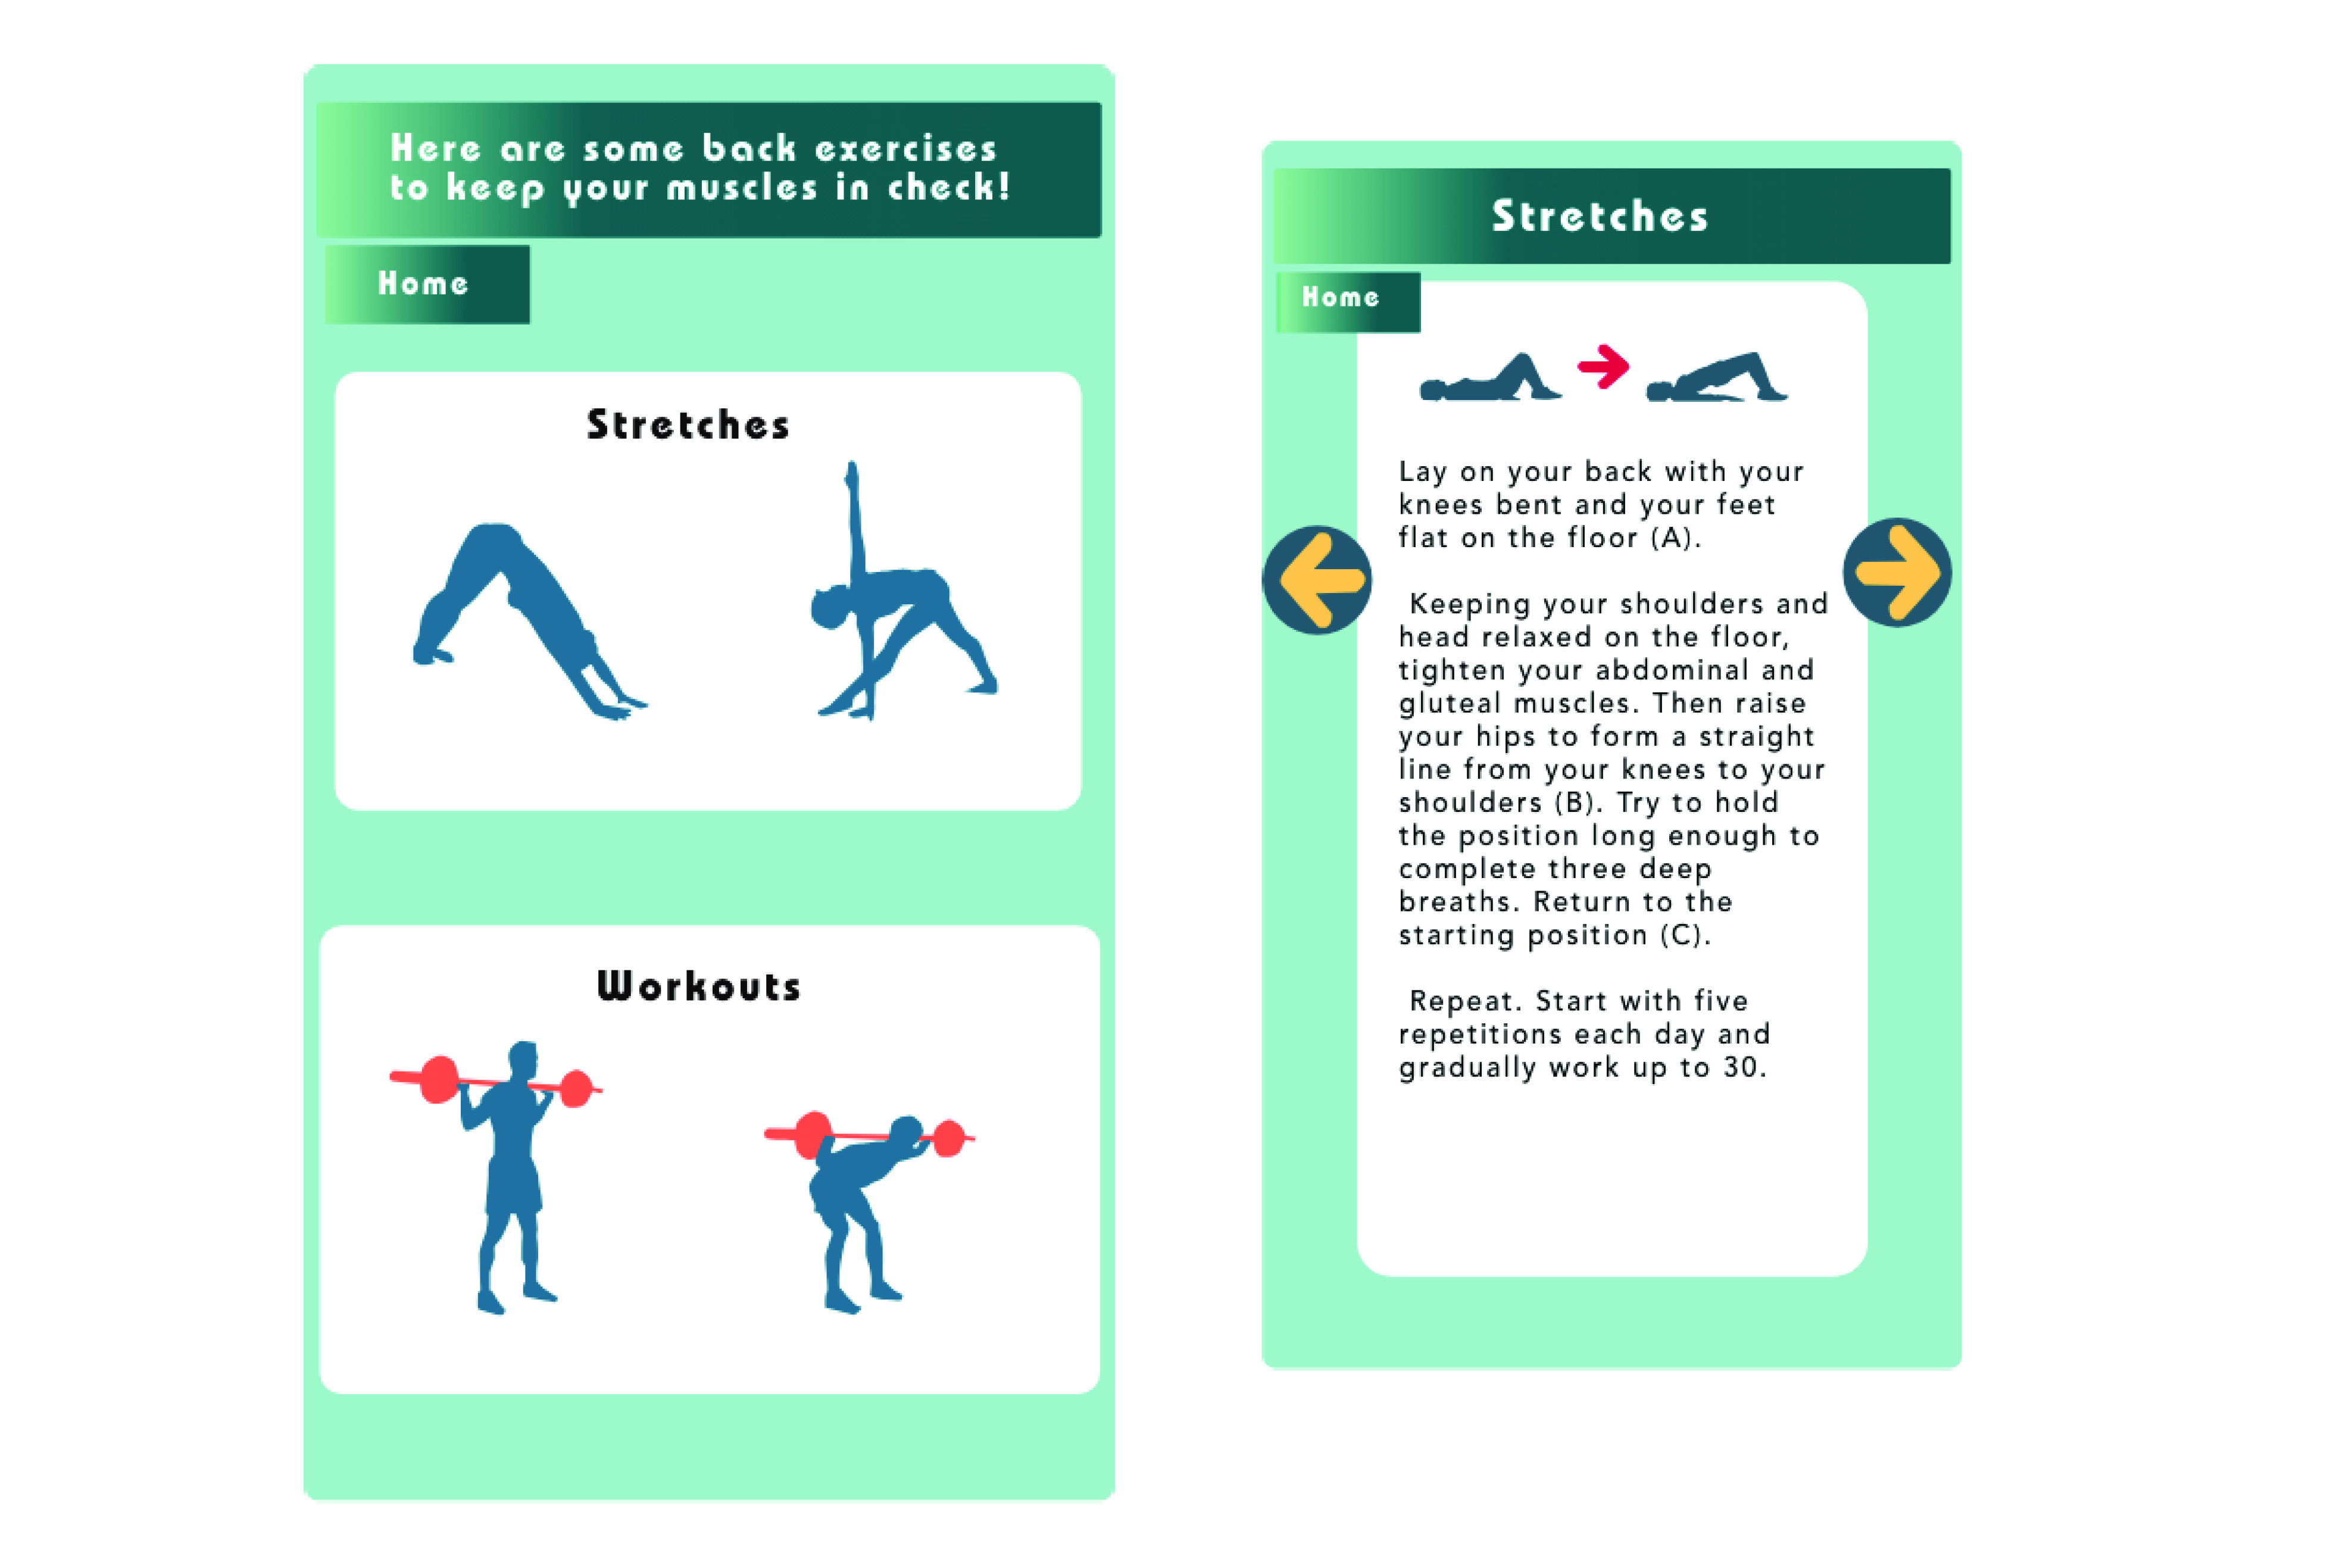 Here are some back exercises
to keep your muscles in check!
Home
Stretches
Workouts
Stretches
Home
Lay on your back with your
knees bent and your feet
flat on the floor (A).
Keeping your shoulders and
head relaxed on the floor,
tighten your abdominal and
gluteal muscles. Then raise
your hips to form a straight
line from your knees to your
shoulders (B). Try to hold
the position long enough to
complete three deep
breaths. Return to the
starting position (C).
Repeat. Start with five
repetitions each day and
gradually work up to 30.